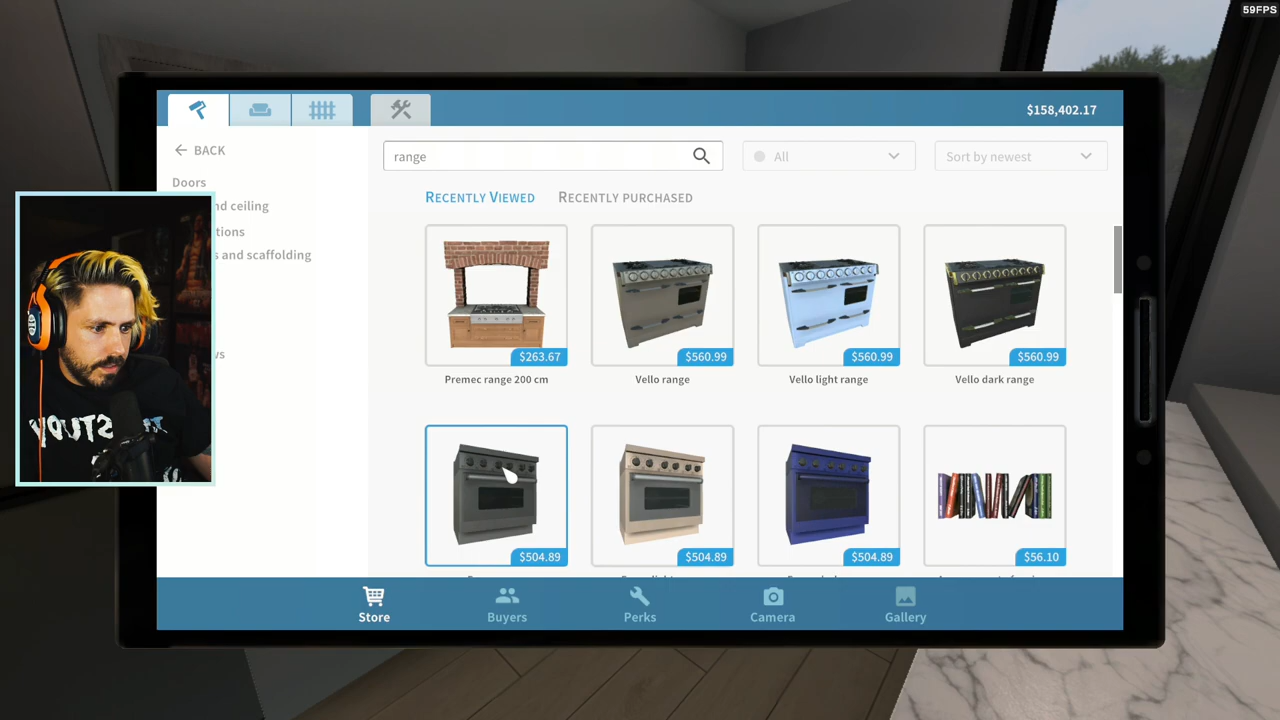 59FPS
$158,402.17
BACK
range
All
Sort by newest
Doors
RECENTLY VIEWED
RECENTLY PURCHASED
nd ceiling
tions
s and scaffolding
$263.67
$560.99
$560.99
$560.99
Premec range 200 cm
Vello range
Vello light range
Vello dark range
$504.89
$504.89
$504.89
$56.10
Store
Buyers
Perks
Camera
Gallery